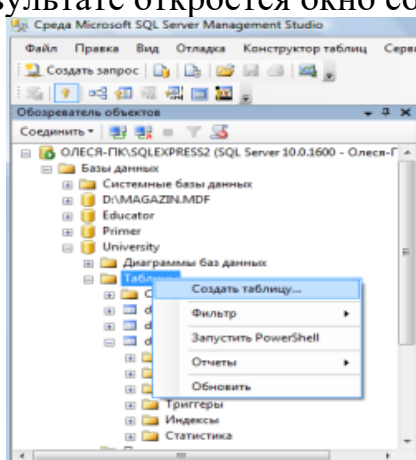 зультате откроется окно со
Среда Microsoft SQL Server Management Studio
Файл Правка Вид Отладка Конструктор таблиц Серв
Создать запрос
Обозреватель объектов
Соединить
ОЛЕСЯ-ПК\SQLEXPRESS2 (SQL Server 10.0.1600 - Олеся-Г
Базы данных
Системные базы данных
D:\MAGAZIN.MDF
Educator
Primer
University
Диаграммы баз данных
Таблицы
С
Создать таблицу...
d
Фильтр
d
Запустить PowerShell
d
Отчеты
Обновить
Триггеры
Индексы
Статистика